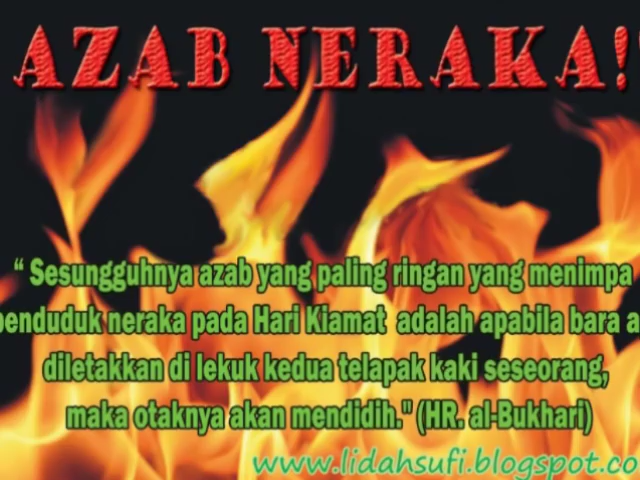 AZAB NERAKA!
“ Sesungguhnya azab yang paling ringan yang menimpa
penduduk neraka pada Hari Kiamat adalah apabila bara a
diletakkan di lekuk kedua telapak kaki seseorang,
maka otaknya akan mendidih." (HR. al-Bukhari)
www.lidahsufi.blogspot.co